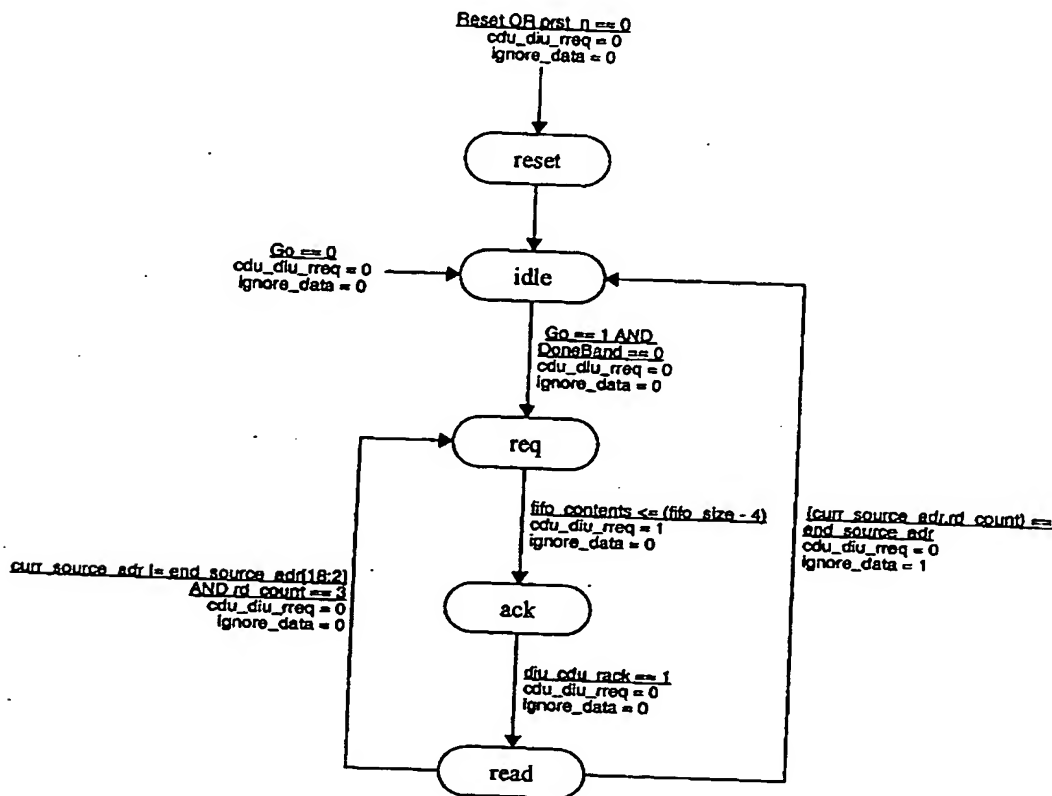 Reset OR prst_n == 0
cdu_diu_rreq = 0
ignore_data = 0
reset
Go == 0
cdu_diu_rreq = 0
ignore_data = 0
idle
Go == 1 AND
DoneBand == 0
cdu_diu_rreq = 0
ignore_data = 0
req
fifo_contents <= (fifo_size - 4)
cdu_diu_rreq = 1
ignore_data = 0
{curr_source_adr,rd_count} ==
end_source_adr
cdu_diu_rreq = 0
ignore_data = 1
curr_source_adr != end_source_adr[18:2]
AND rd_count == 3
cdu_diu_rreq = 0
ignore_data = 0
ack
diu_cdu_rack == 1
cdu_diu_rreq = 0
ignore_data = 0
read